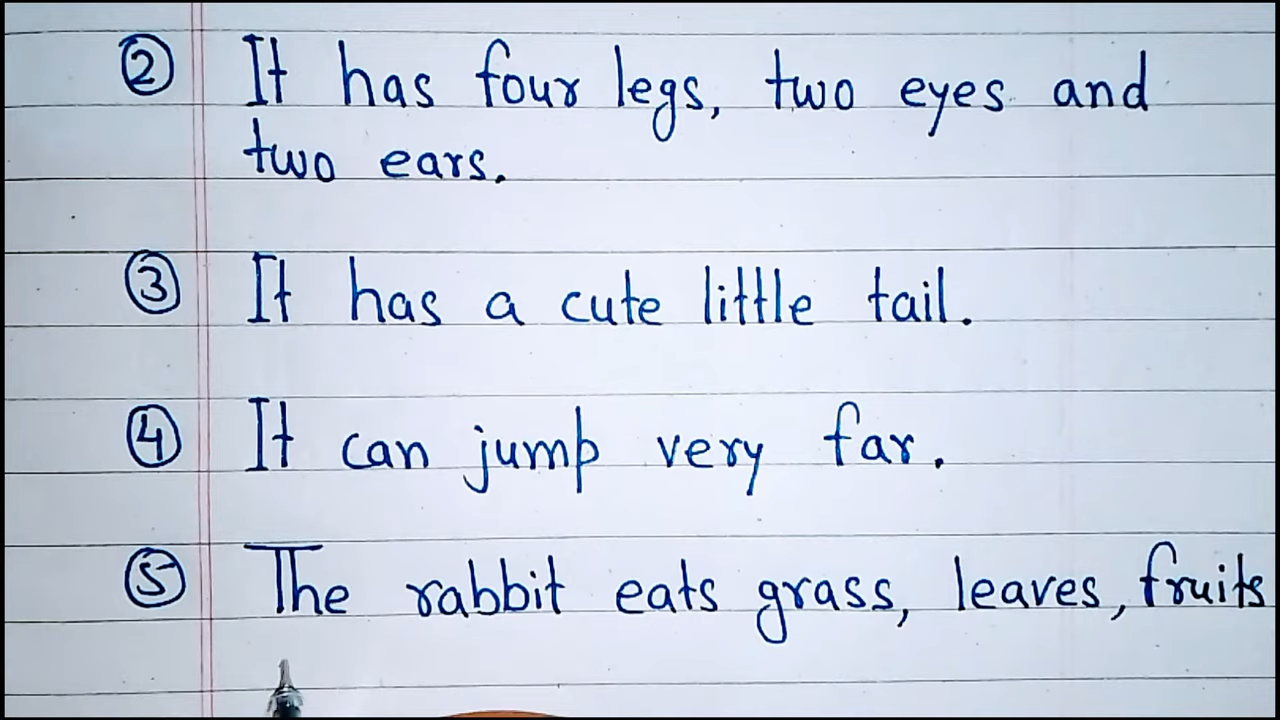 ② It has four legs, two eyes and
two ears.
③ It has a cute little tail.
④ It can jump very far.
⑤ The rabbit eats grass, leaves, fruits